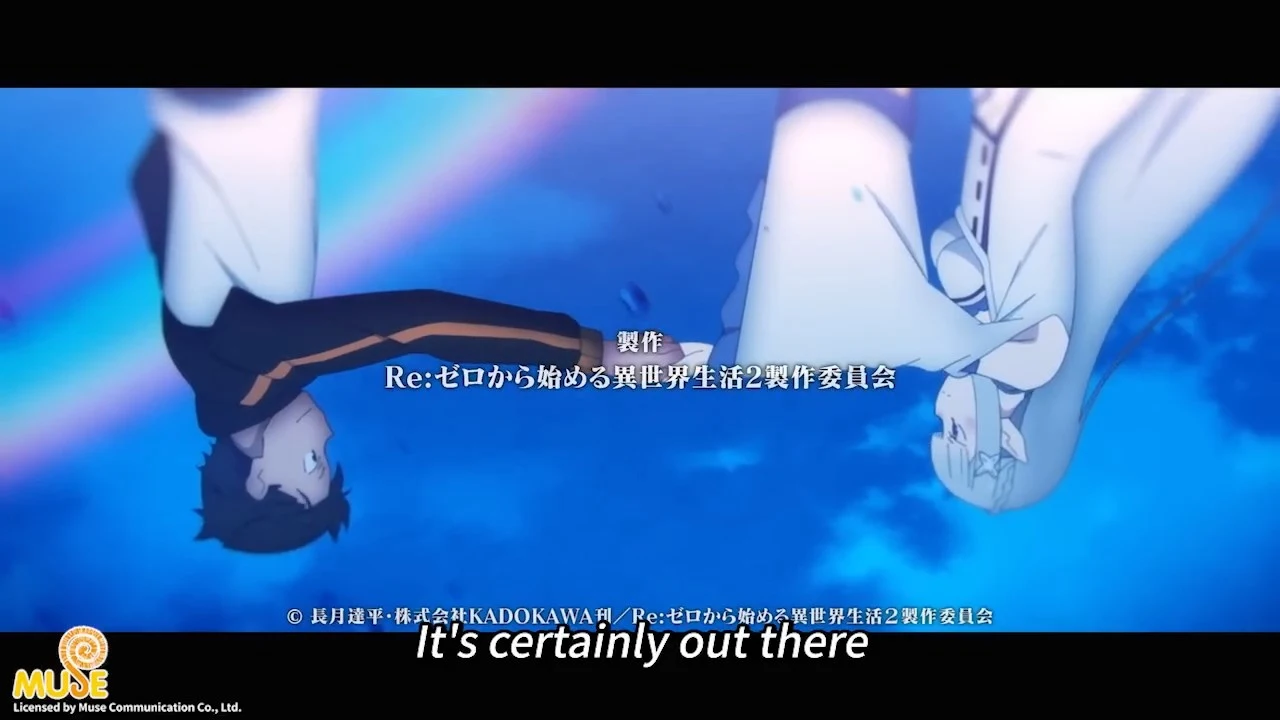 製作
Re:ゼロから始める異世界生活2製作委員会
© 長月達平・株式会社KADOKAWA刊／Re:ゼロから始める異世界生活2製作委員会
It's certainly out there
MUSE
Licensed by Muse Communication Co., Ltd.